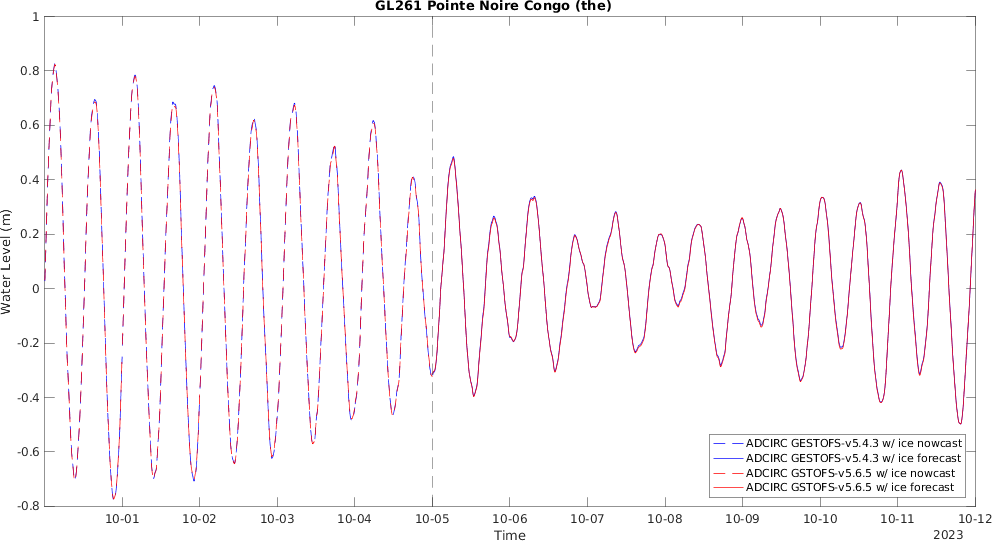 GL261 Pointe Noire Congo (the)
1
0.8
0.6
0.4
0.2
0
-0.2
-0.4
-0.6
-0.8
Water Level (m)
ADCIRC GESTOFS-v5.4.3 w/ ice nowcast
ADCIRC GESTOFS-v5.4.3 w/ ice forecast
ADCIRC GSTOFS-v5.6.5 w/ ice nowcast
ADCIRC GSTOFS-v5.6.5 w/ ice forecast
10-01 10-02 10-03 10-04 10-05 10-06 10-07 10-08 10-09 10-10 10-11 10-12
Time
2023